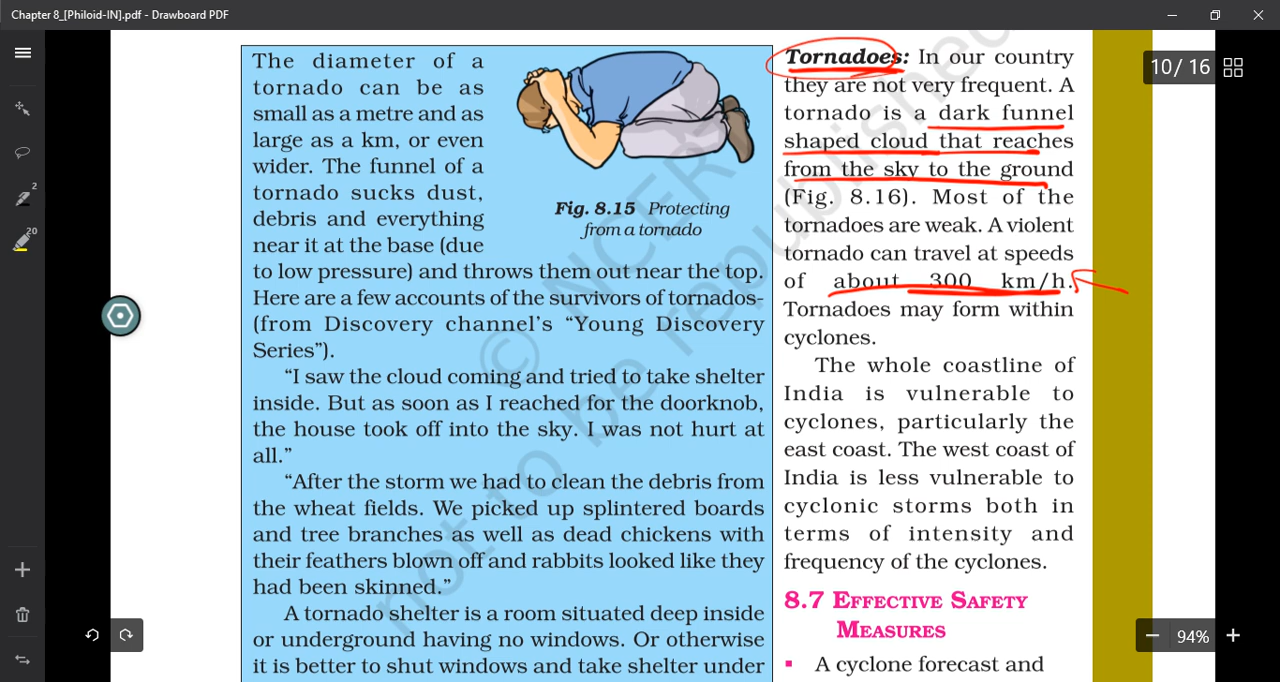 Chapter 8_[Philoid-IN].pdf - Drawboard PDF
10 / 16
2
20
The diameter of a
tornado can be as
small as a metre and as
large as a km, or even
wider. The funnel of a
tornado sucks dust,
debris and everything
near it at the base (due
to low pressure) and throws them out near the top.
Here are a few accounts of the survivors of tornados-
(from Discovery channel's “Young Discovery
Series”).
“I saw the cloud coming and tried to take shelter
inside. But as soon as I reached for the doorknob,
the house took off into the sky. I was not hurt at
all.”
“After the storm we had to clean the debris from
the wheat fields. We picked up splintered boards
and tree branches as well as dead chickens with
their feathers blown off and rabbits looked like they
had been skinned.”
A tornado shelter is a room situated deep inside
or underground having no windows. Or otherwise
it is better to shut windows and take shelter under
Fig. 8.15 Protecting
from a tornado
Tornadoes: In our country
they are not very frequent. A
tornado is a dark funnel
shaped cloud that reaches
from the sky to the ground
(Fig. 8.16). Most of the
tornadoes are weak. A violent
tornado can travel at speeds
of about 300 km/h.
Tornadoes may form within
cyclones.
The whole coastline of
India is vulnerable to
cyclones, particularly the
east coast. The west coast of
India is less vulnerable to
cyclonic storms both in
terms of intensity and
frequency of the cyclones.
8.7 EFFECTIVE SAFETY
MEASURES
▪ A cyclone forecast and
© NCERT
not to be republished
94%